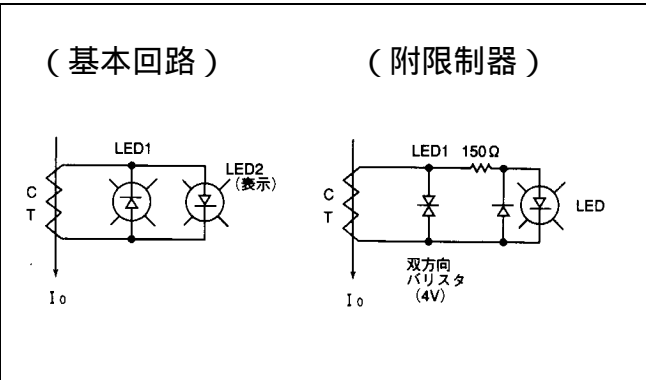 (基本回路)
(附限制器)
LED1
LED2
(表示)
C
T
Io
LED1 150Ω
C
T
LED
双方向
バリスタ
(4V)
Io